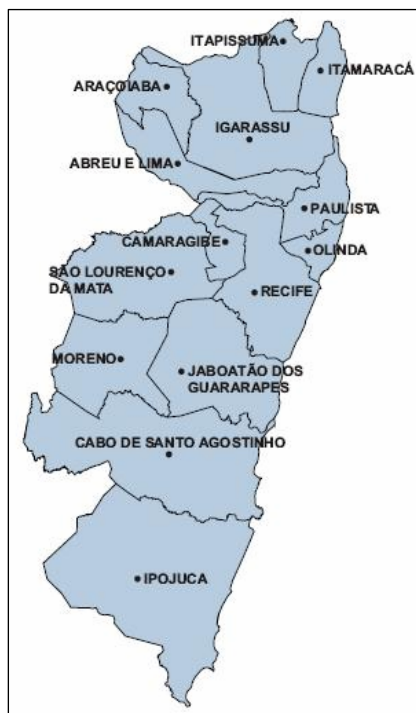 ITAPISSUMA
ITAMARACÁ
ARAÇOIABA
IGARASSU
ABREU E LIMA
PAULISTA
CAMARAGIBE
OLINDA
SÃO LOURENÇO
DA MATA
RECIFE
MORENO
JABOATÃO DOS
GUARARAPES
CABO DE SANTO AGOSTINHO
IPOJUCA